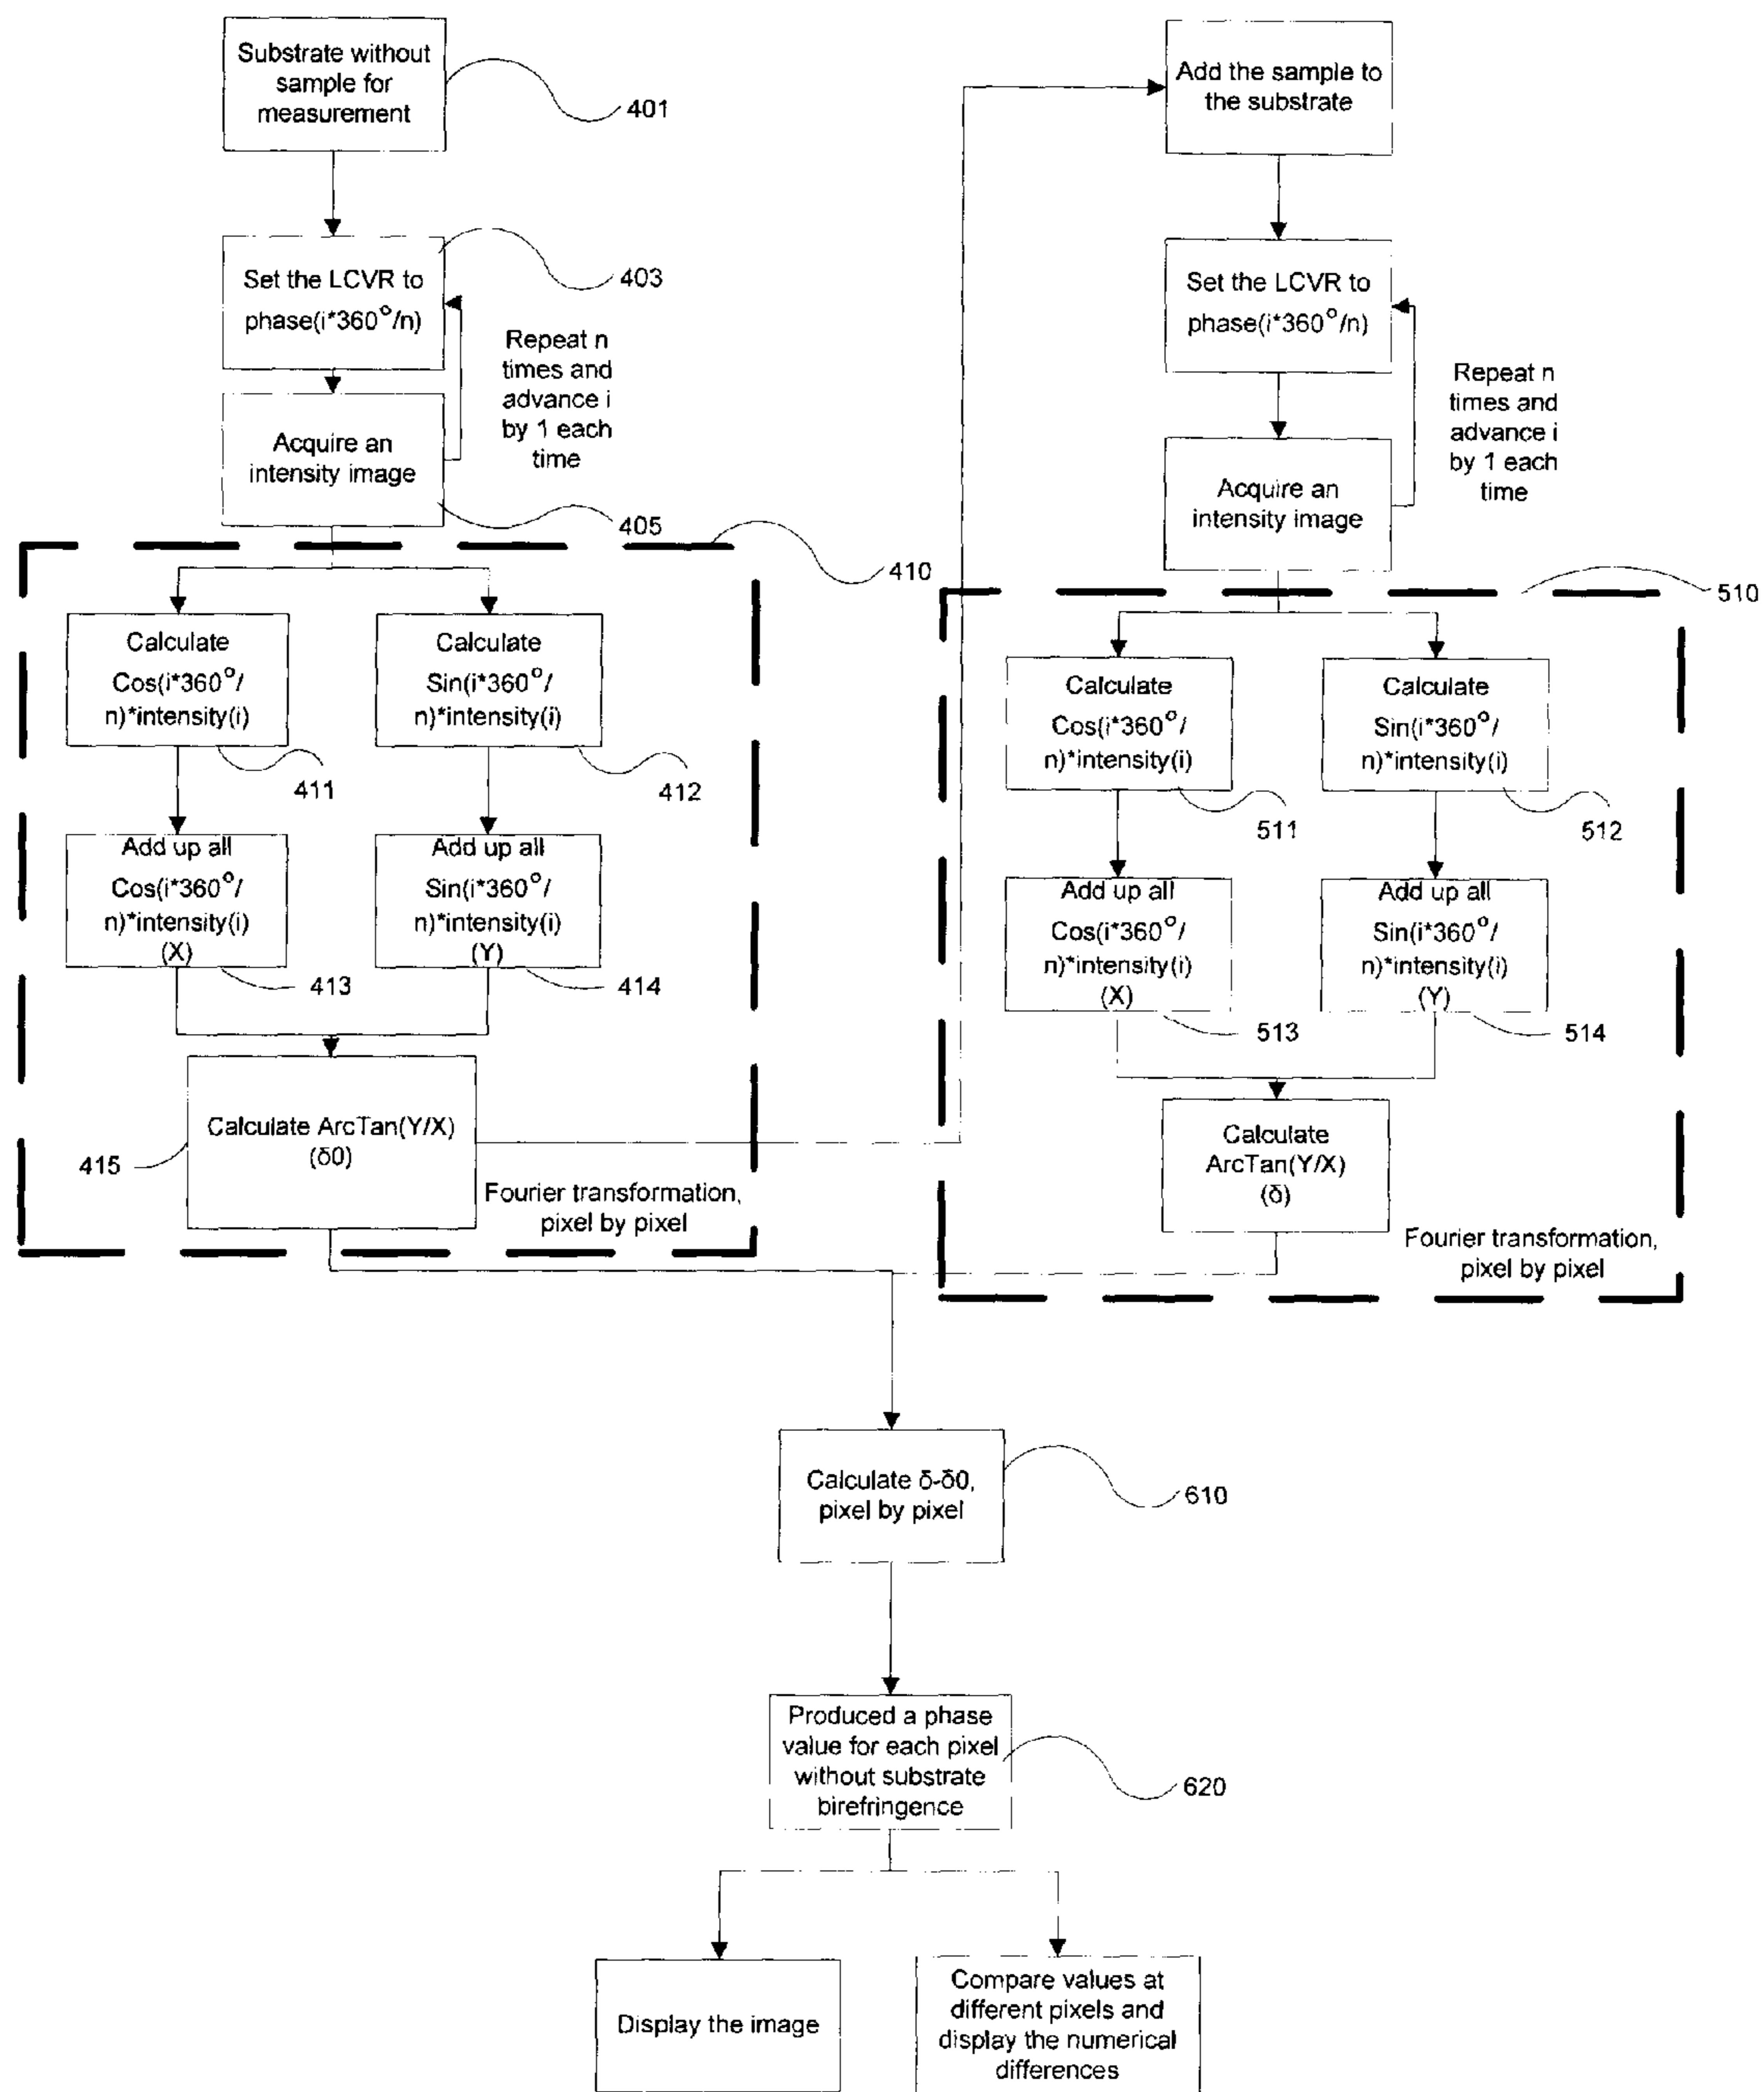 Substrate without
sample for
measurement
401
Set the LCVR to
phase(i*360°/n)
403
Repeat n
times and
advance i
by 1 each
time
Acquire an
intensity image
405
410
Calculate
Cos(i*360°/
n)*intensity(i)
411
Calculate
Sin(i*360°/
n)*intensity(i)
412
Add up all
Cos(i*360°/
n)*intensity(i)
(X)
413
Add up all
Sin(i*360°/
n)*intensity(i)
(Y)
414
Calculate ArcTan(Y/X)
(δ0)
415
Fourier transformation,
pixel by pixel
Add the sample to
the substrate
Set the LCVR to
phase(i*360°/n)
Repeat n
times and
advance i
by 1 each
time
Acquire an
intensity image
510
Calculate
Cos(i*360°/
n)*intensity(i)
511
Calculate
Sin(i*360°/
n)*intensity(i)
512
Add up all
Cos(i*360°/
n)*intensity(i)
(X)
513
Add up all
Sin(i*360°/
n)*intensity(i)
(Y)
514
Calculate
ArcTan(Y/X)
(δ)
Fourier transformation,
pixel by pixel
Calculate δ-δ0,
pixel by pixel
610
Produced a phase
value for each pixel
without substrate
birefringence
620
Display the image
Compare values at
different pixels and
display the numerical
differences